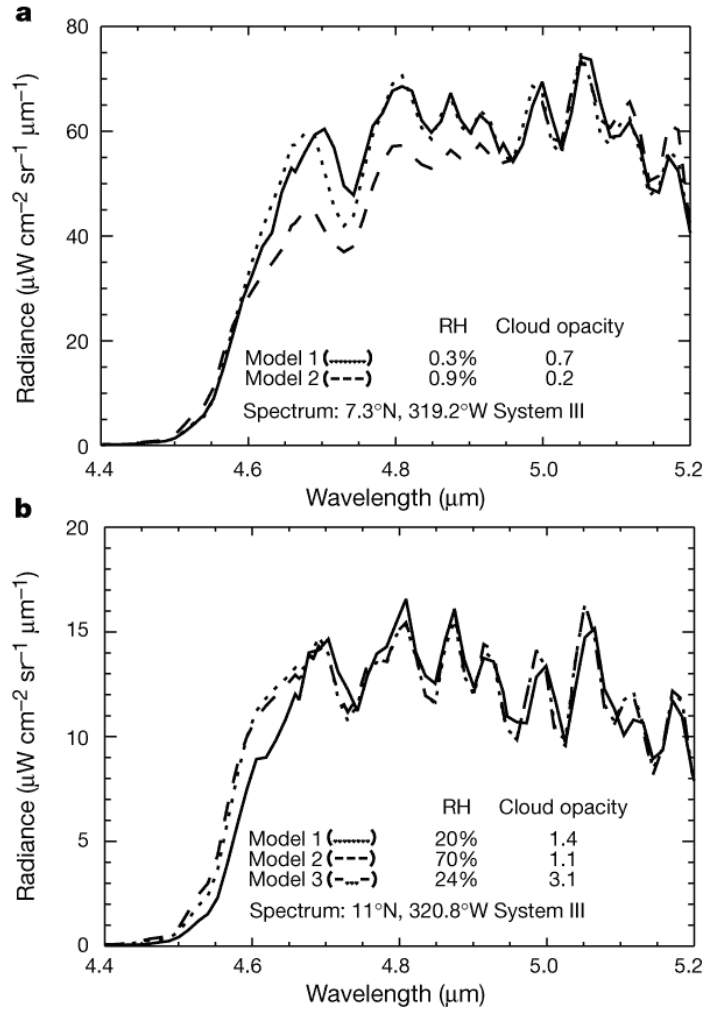 a
80
60
40
20
0
Radiance (μW cm⁻² sr⁻¹ μm⁻¹)
RH Cloud opacity
Model 1 (........) 0.3% 0.7
Model 2 (---) 0.9% 0.2
Spectrum: 7.3°N, 319.2°W System III
4.4 4.6 4.8 5.0 5.2
Wavelength (μm)
b
20
15
10
5
0
Radiance (μW cm⁻² sr⁻¹ μm⁻¹)
RH Cloud opacity
Model 1 (........) 20% 1.4
Model 2 (---) 70% 1.1
Model 3 (-...-) 24% 3.1
Spectrum: 11°N, 320.8°W System III
4.4 4.6 4.8 5.0 5.2
Wavelength (μm)